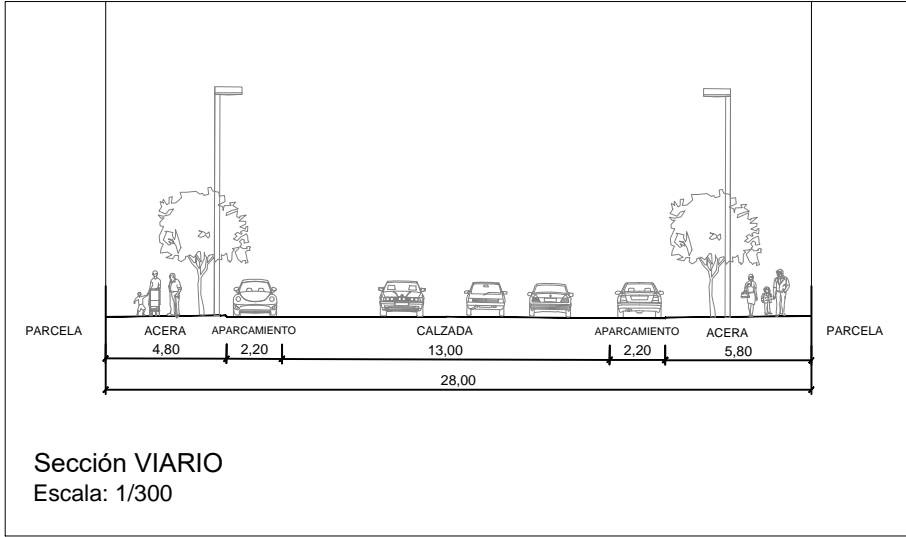 PARCELA ACERA APARCAMIENTO CALZADA APARCAMIENTO ACERA PARCELA
4,80 2,20 13,00 2,20 5,80
28,00
Sección VIARIO
Escala: 1/300